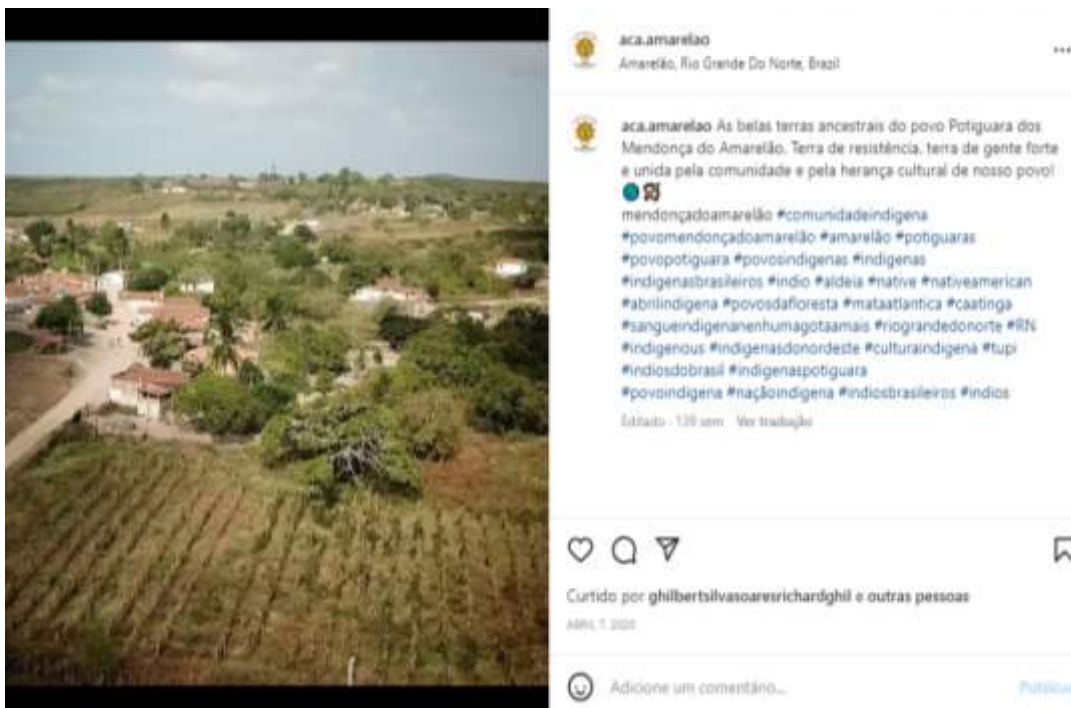 aca.amarelao
Amarelão, Rio Grande Do Norte, Brazil
aca.amarelao As belas terras ancestrais do povo Potiguara dos
Mendonça do Amarelão. Terra de resistência, terra de gente forte
e unida pela comunidade e pela herança cultural de nosso povo!
mendonçadoamarelão #comunidadeindigena
#povomendonçadoamarelão #amarelão #potiguaras
#povopotiguara #povosindigenas #indigenas
#indigenasbrasileiros #indio #aldeia #native #nativeamerican
#abrilindigena #povosdafloresta #mataatlantica #caatinga
#sangueindigenanenhumagotaamais #riograndedonorte #RN
#indigenous #indigenasdonordeste #culturaindigena #tupi
#indiosdobrasil #indigenaspotiguara
#povoindigena #naçãoindigena #indiosbrasileiros #indios
Editado · 139 sem Ver tradução
Curtido por ghilbertsilvasoaresrichardghil e outras pessoas
ABRIL 7, 2020
Adicione um comentário...
Publicar